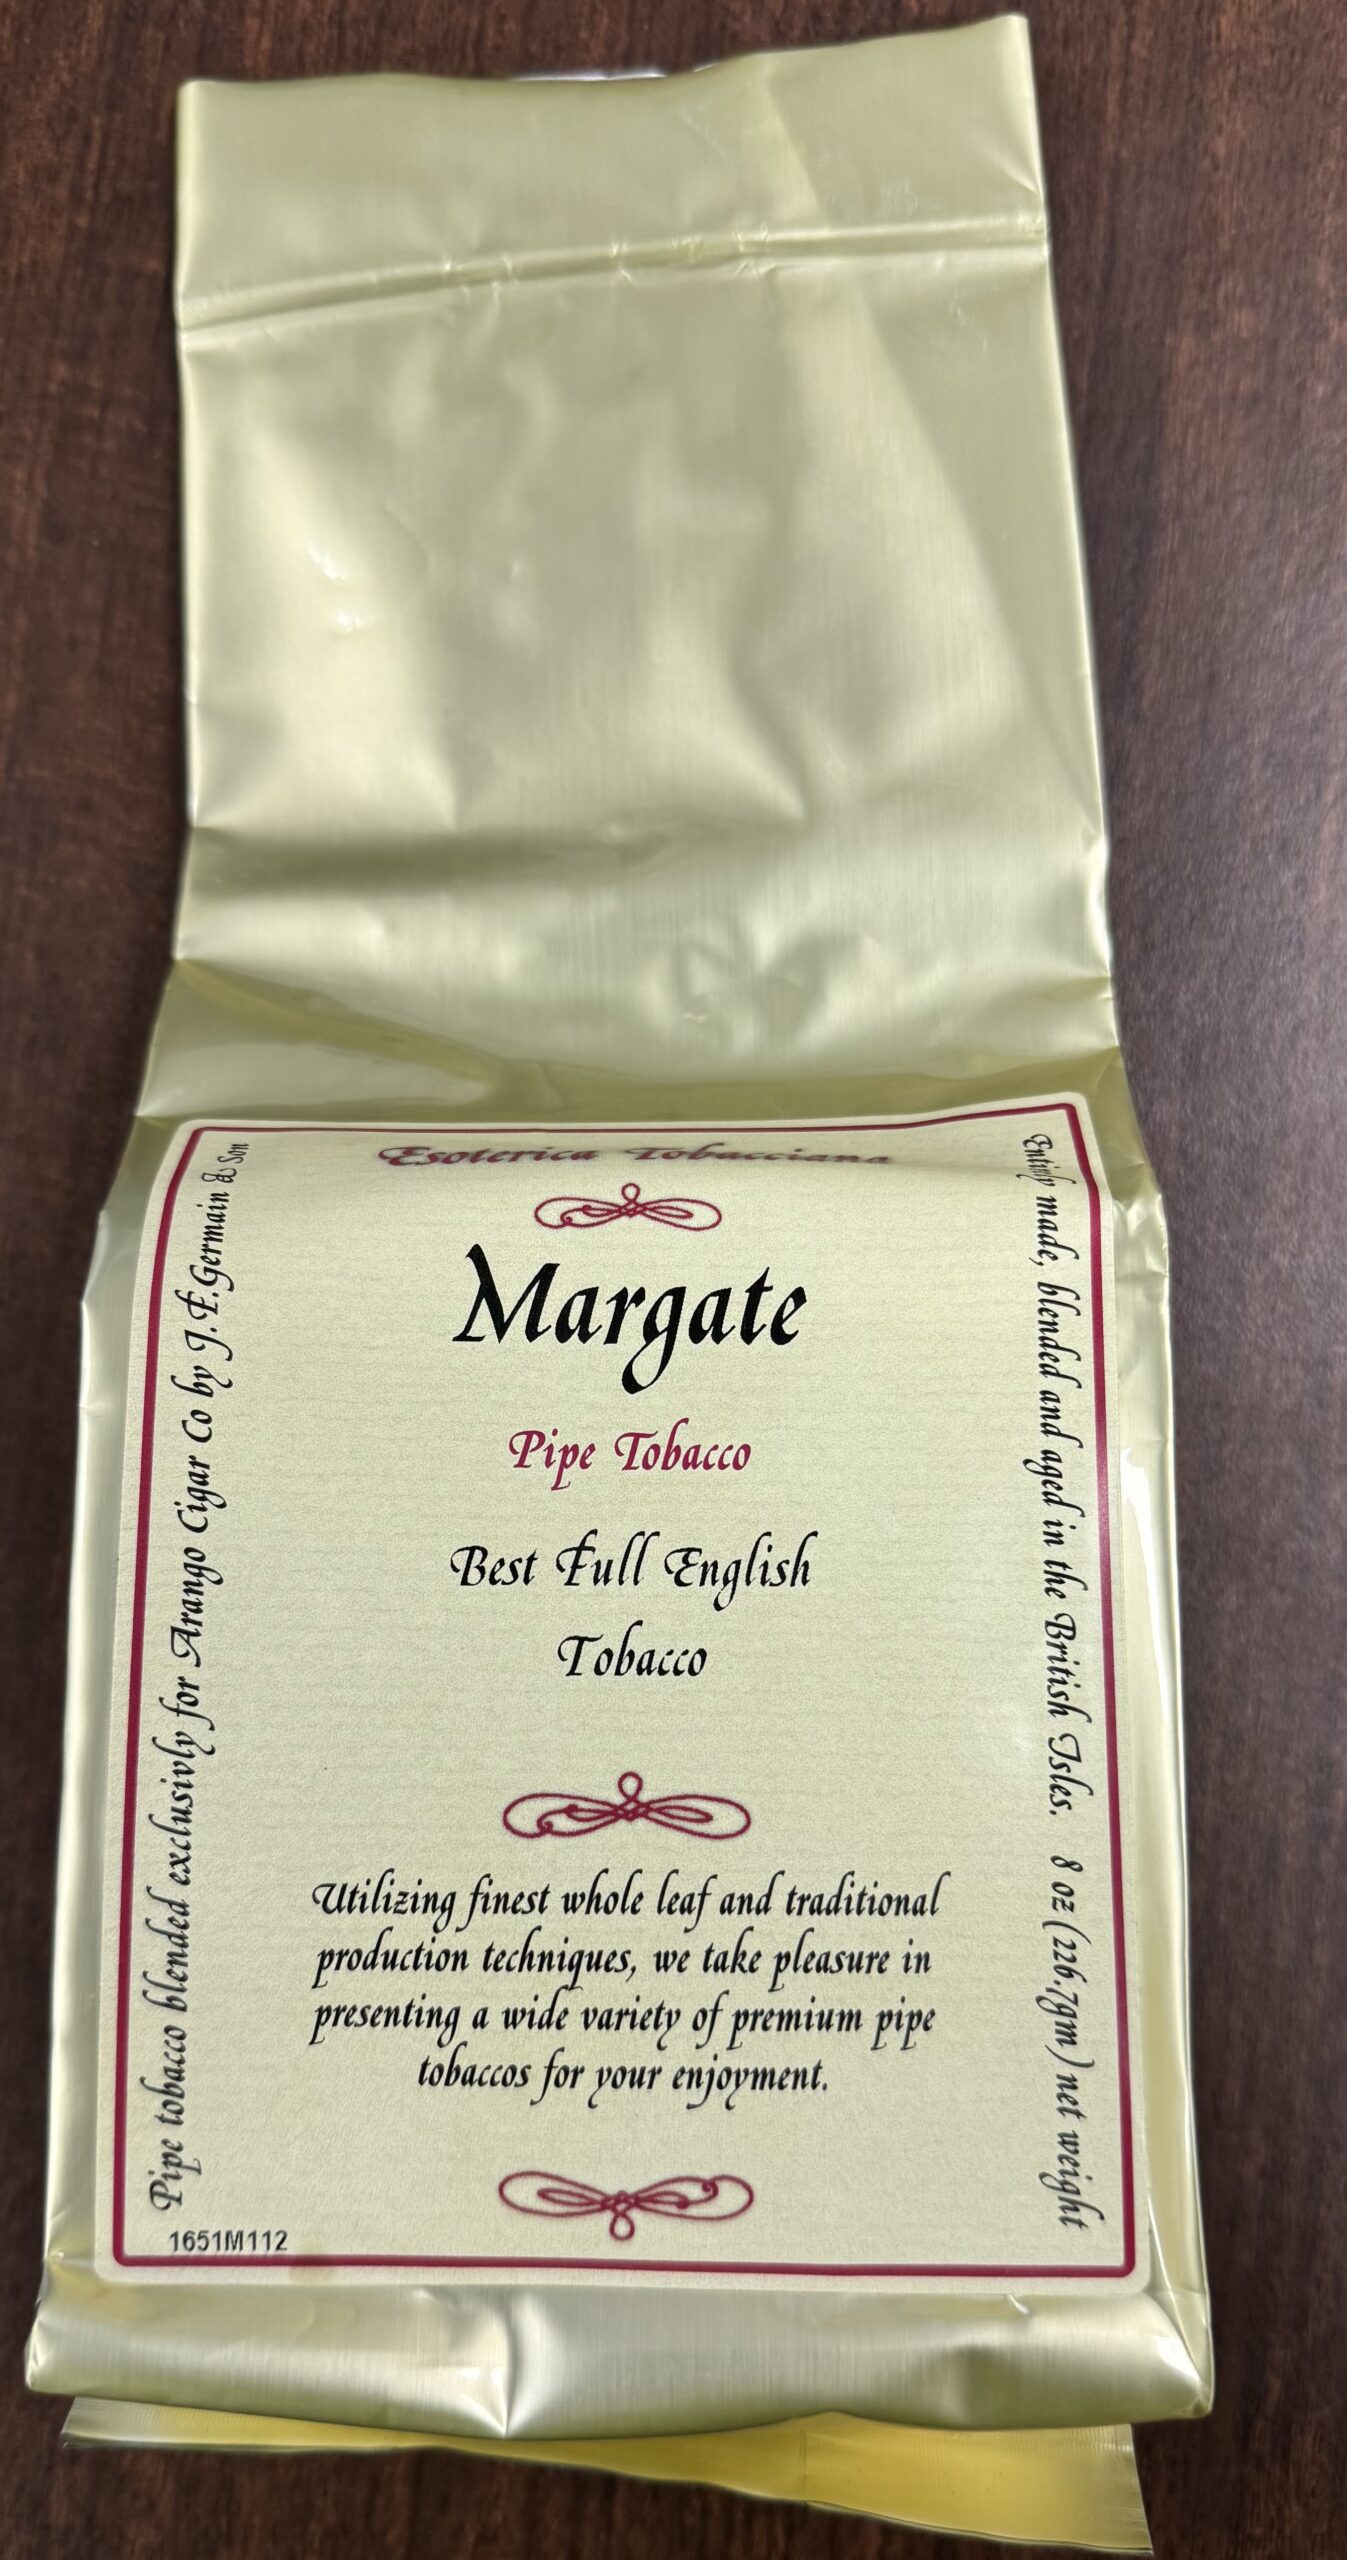 Esoterica Tobacciana
Margate
Pipe Tobacco
Best Full English
Tobacco
Utilizing finest whole leaf and traditional
production techniques, we take pleasure in
presenting a wide variety of premium pipe
tobaccos for your enjoyment.
Pipe tobacco blended exclusivly for Arango Cigar Co by J.F.Germain & Son
Entirly made, blended and aged in the British Isles. 8 oz (226.7gm) net weight
1651M112